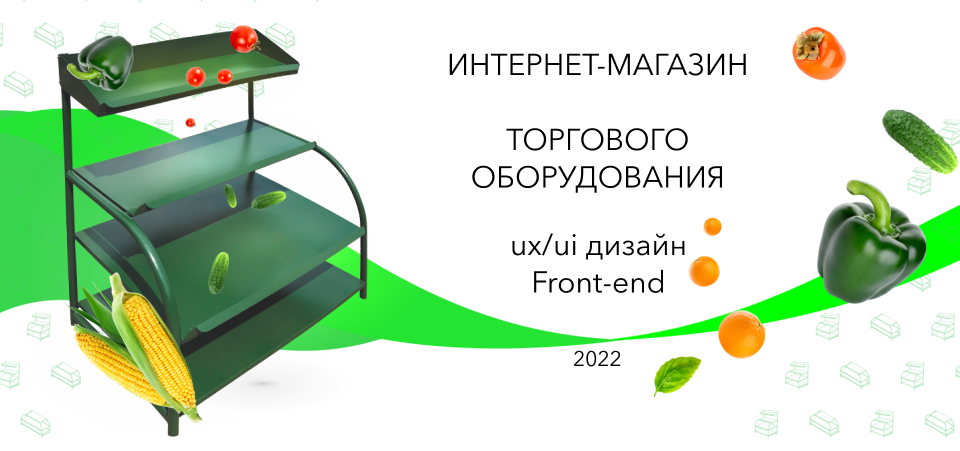 ИНТЕРНЕТ-МАГАЗИН
ТОРГОВОГО
ОБОРУДОВАНИЯ
ux/ui дизайн
Front-end
2022